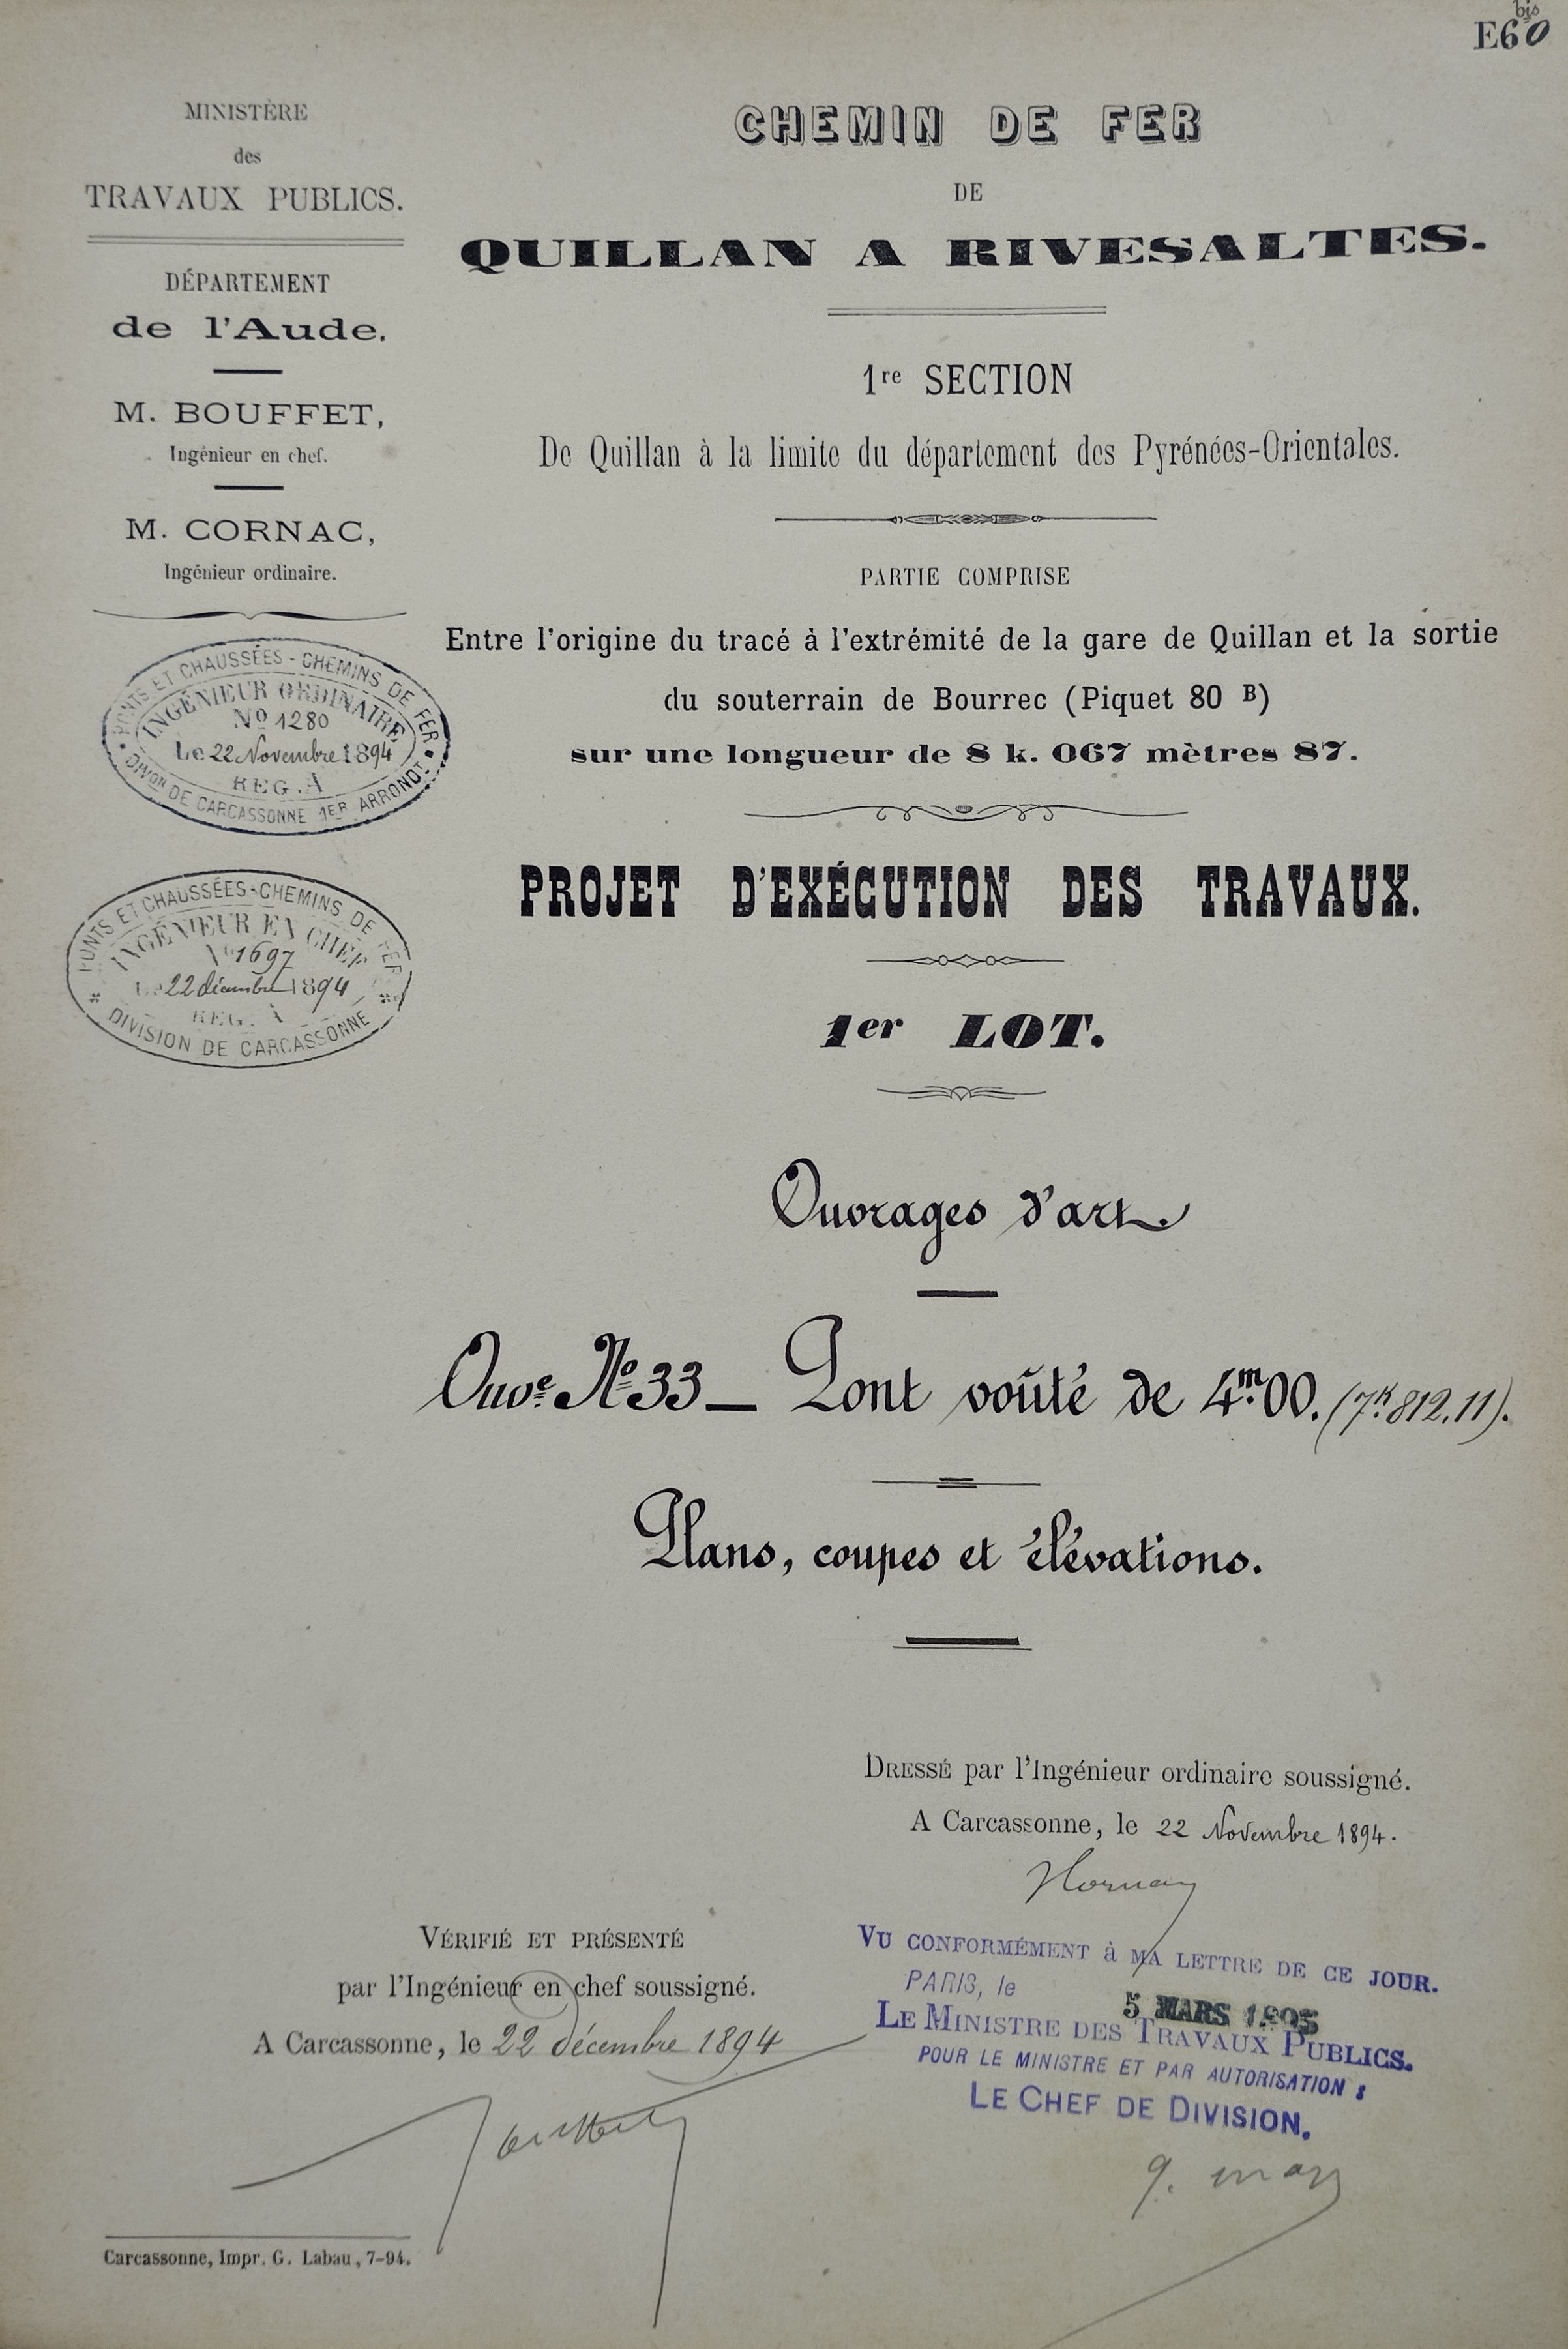 E60 bis
MINISTÈRE
des
TRAVAUX PUBLICS.
DÉPARTEMENT
de l'Aude.
M. BOUFFET,
Ingénieur en chef.
M. CORNAC,
Ingénieur ordinaire.
PONTS ET CHAUSSÉES - CHEMINS DE FER
INGÉNIEUR ORDINAIRE
No 1280
Le 22 Novembre 1894
REG. A
DIVON DE CARCASSONNE 1ER ARRONDT
PONTS ET CHAUSSÉES - CHEMINS DE FER
INGÉNIEUR EN CHEF
No 1697
Le 22 décembre 1894
REG. A
DIVISION DE CARCASSONNE
CHEMIN DE FER
DE
QUILLAN A RIVESALTES.
1re SECTION
De Quillan à la limite du département des Pyrénées-Orientales.
PARTIE COMPRISE
Entre l'origine du tracé à l'extrémité de la gare de Quillan et la sortie
du souterrain de Bourrec (Piquet 80 B)
sur une longueur de 8 k. 067 mètres 87.
PROJET D'EXÉCUTION DES TRAVAUX.
1er LOT.
Ouvrages d'art.
Ouve. No 33 — Pont voûté de 4m.00. (7k.812.11).
Plans, coupes et élévations.
DRESSÉ par l'Ingénieur ordinaire soussigné.
A Carcassonne, le 22 Novembre 1894.
VÉRIFIÉ ET PRÉSENTÉ
par l'Ingénieur en chef soussigné.
A Carcassonne, le 22 décembre 1894
VU CONFORMÉMENT à MA LETTRE DE CE JOUR.
PARIS, le
5 MARS 1895
LE MINISTRE DES TRAVAUX PUBLICS.
POUR LE MINISTRE ET PAR AUTORISATION :
LE CHEF DE DIVISION.
Carcassonne, Impr. G. Labau, 7-94.